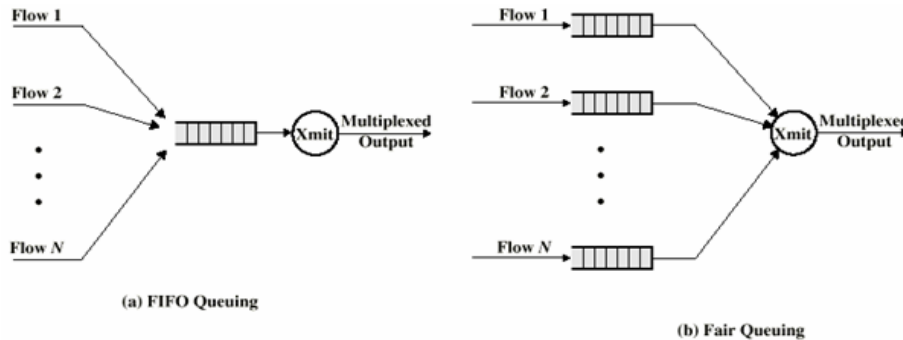 Flow 1
Flow 2
Flow N
Xmit
Multiplexed
Output
(a) FIFO Queuing
Flow 1
Flow 2
Flow N
Xmit
Multiplexed
Output
(b) Fair Queuing